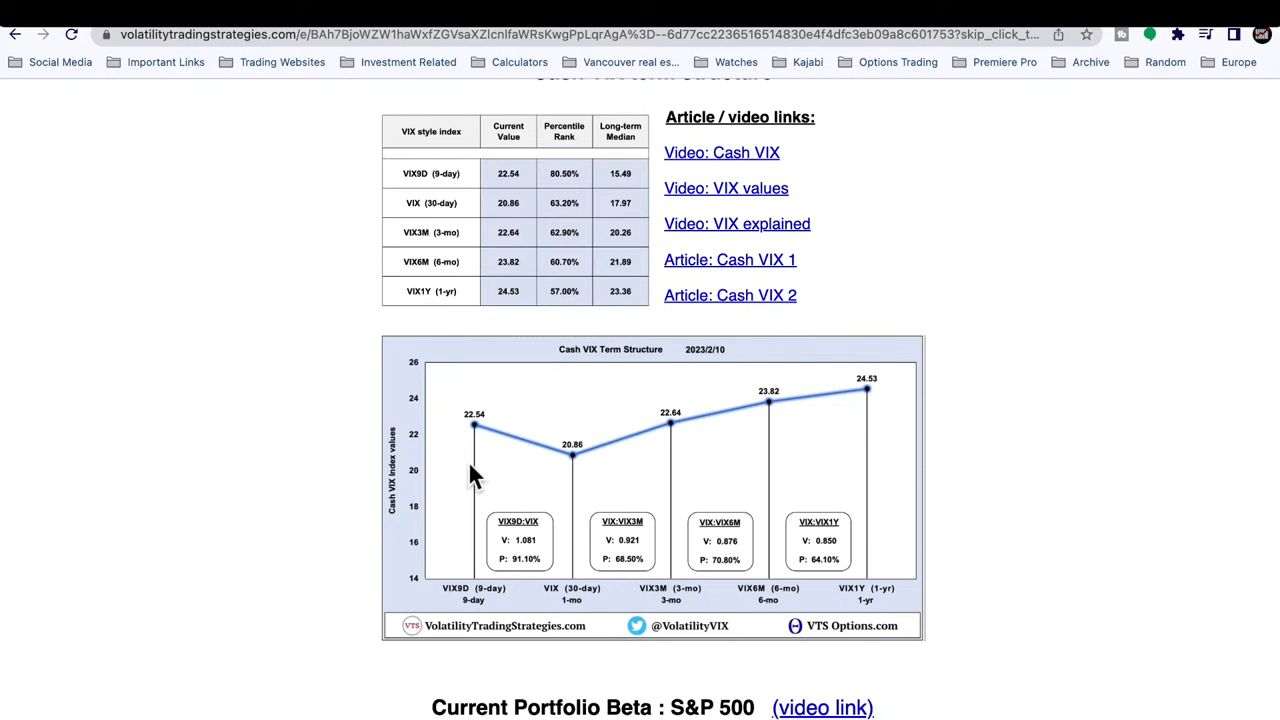 volatilitytradingstrategies.com/e/BAh7BjoWZW1haWxfZGVsaXZlcnlfaWRsKwgPpLqrAgA%3D--6d77cc2236516514830e4f4dfc3eb09a8c601753?skip_click_t...
Social Media Important Links Trading Websites Investment Related Calculators Vancouver real es... Watches Kajabi Options Trading Premiere Pro Archive Random Europe
Cash VIX term structure
VIX style index Current Value Percentile Rank Long-term Median
VIX9D (9-day) 22.54 80.50% 15.49
VIX (30-day) 20.86 63.20% 17.97
VIX3M (3-mo) 22.64 62.90% 20.26
VIX6M (6-mo) 23.82 60.70% 21.89
VIX1Y (1-yr) 24.53 57.00% 23.36
Article / video links:
Video: Cash VIX
Video: VIX values
Video: VIX explained
Article: Cash VIX 1
Article: Cash VIX 2
Cash VIX Term Structure 2023/2/10
Cash VIX Index values
26
24
22
20
18
16
14
22.54
20.86
22.64
23.82
24.53
VIX9D:VIX
V: 1.081
P: 91.10%
VIX:VIX3M
V: 0.921
P: 68.50%
VIX:VIX6M
V: 0.876
P: 70.80%
VIX:VIX1Y
V: 0.850
P: 64.10%
VIX9D (9-day) VIX (30-day) VIX3M (3-mo) VIX6M (6-mo) VIX1Y (1-yr)
9-day 1-mo 3-mo 6-mo 1-yr
VTS VolatilityTradingStrategies.com @VolatilityVIX VTS Options.com
Current Portfolio Beta : S&P 500 (video link)